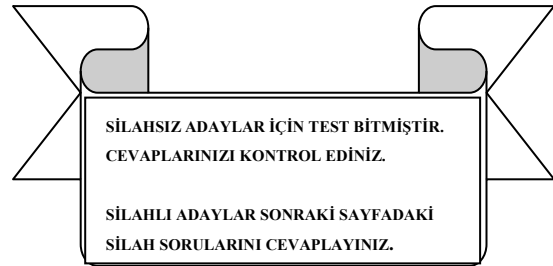 SİLAHSIZ ADAYLAR İÇİN TEST BİTMİŞTİR.
CEVAPLARINIZI KONTROL EDİNİZ.
SİLAHLI ADAYLAR SONRAKİ SAYFADAKİ
SİLAH SORULARINI CEVAPLAYINIZ.